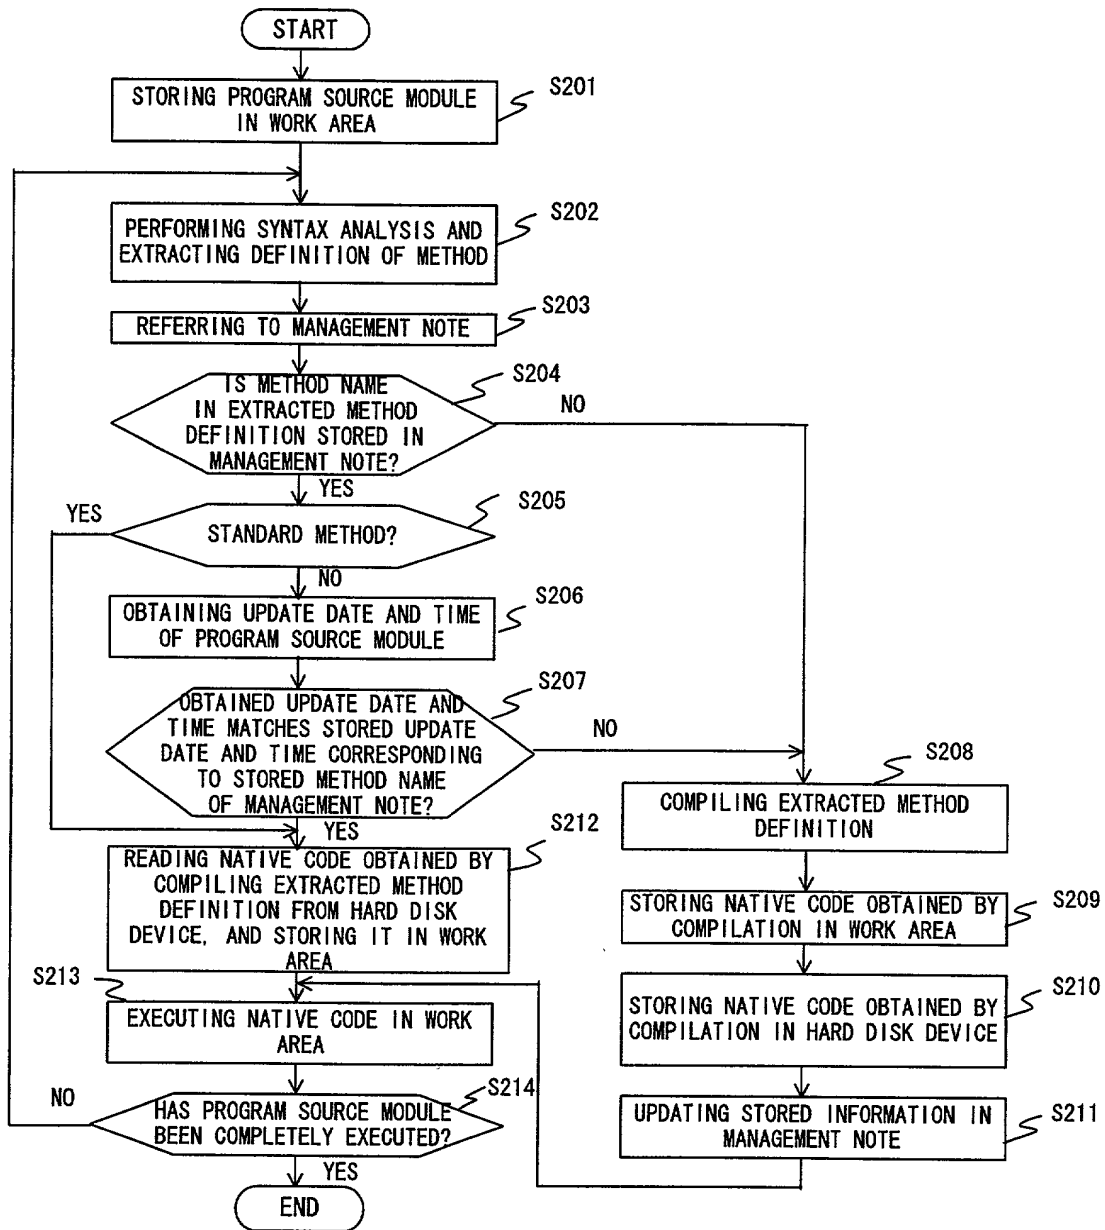 START
STORING PROGRAM SOURCE MODULE
IN WORK AREA
S201
PERFORMING SYNTAX ANALYSIS AND
EXTRACTING DEFINITION OF METHOD
S202
REFERRING TO MANAGEMENT NOTE
S203
IS METHOD NAME
IN EXTRACTED METHOD
DEFINITION STORED IN
MANAGEMENT NOTE?
S204
NO
YES
STANDARD METHOD?
S205
YES
NO
OBTAINING UPDATE DATE AND TIME
OF PROGRAM SOURCE MODULE
S206
OBTAINED UPDATE DATE AND
TIME MATCHES STORED UPDATE
DATE AND TIME CORRESPONDING
TO STORED METHOD NAME
OF MANAGEMENT NOTE?
S207
NO
YES
COMPILING EXTRACTED METHOD
DEFINITION
S208
STORING NATIVE CODE OBTAINED BY
COMPILATION IN WORK AREA
S209
STORING NATIVE CODE OBTAINED BY
COMPILATION IN HARD DISK DEVICE
S210
UPDATING STORED INFORMATION IN
MANAGEMENT NOTE
S211
READING NATIVE CODE OBTAINED BY
COMPILING EXTRACTED METHOD
DEFINITION FROM HARD DISK
DEVICE, AND STORING IT IN WORK
AREA
S212
S213
EXECUTING NATIVE CODE IN WORK
AREA
HAS PROGRAM SOURCE MODULE
BEEN COMPLETELY EXECUTED?
S214
NO
YES
END